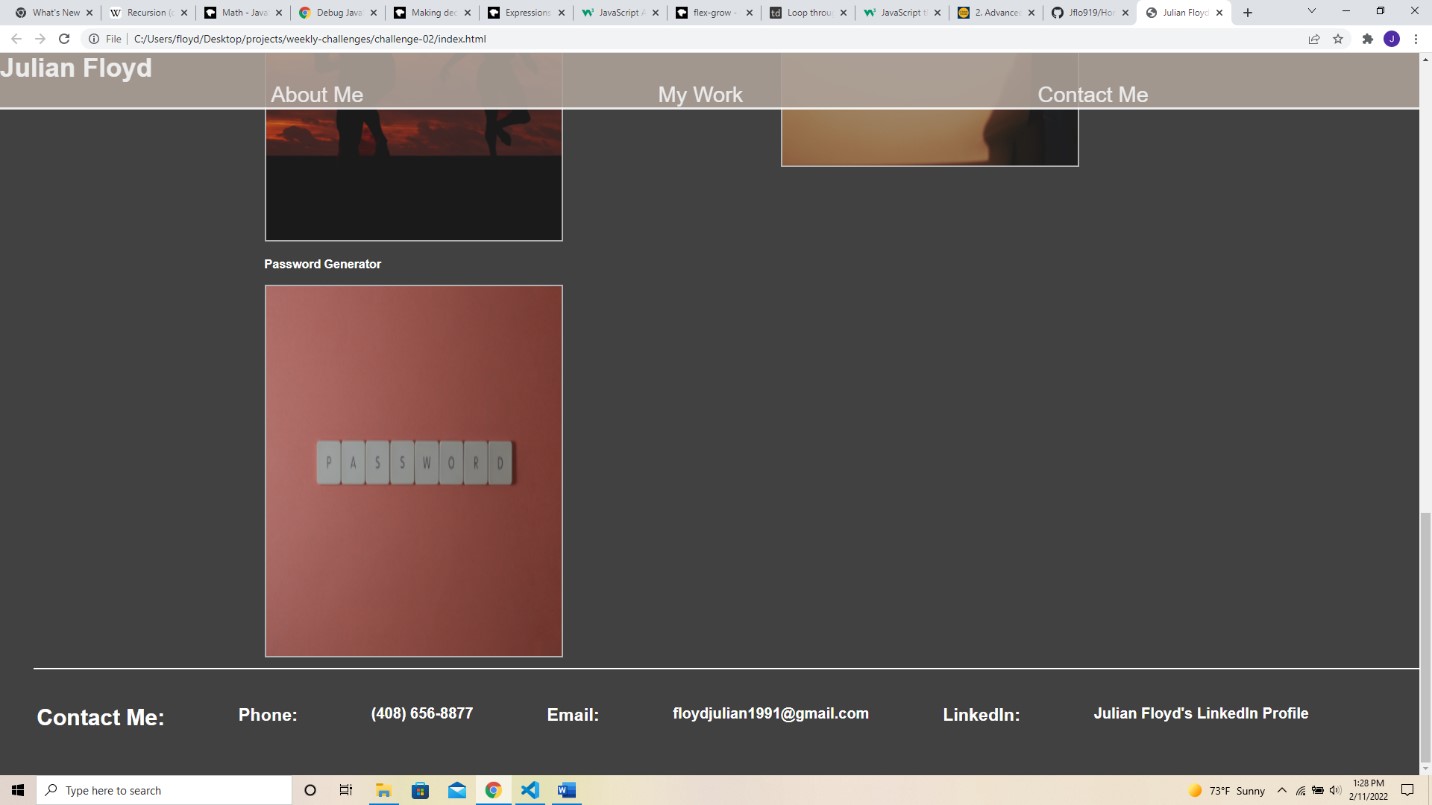 What's New
Recursion (c
Math - Java
Debug Java
Making dec
Expressions
JavaScript A
flex-grow -
td Loop throu
JavaScript t
2. Advanced
Jflo919/Ho
Julian Floyd
File C:/Users/floyd/Desktop/projects/weekly-challenges/challenge-02/index.html J
Julian Floyd
About Me My Work Contact Me
Password Generator
PASSWORD
Contact Me: Phone: (408) 656-8877 Email: floydjulian1991@gmail.com LinkedIn: Julian Floyd's LinkedIn Profile
Type here to search
73°F Sunny
1:28 PM
2/11/2022